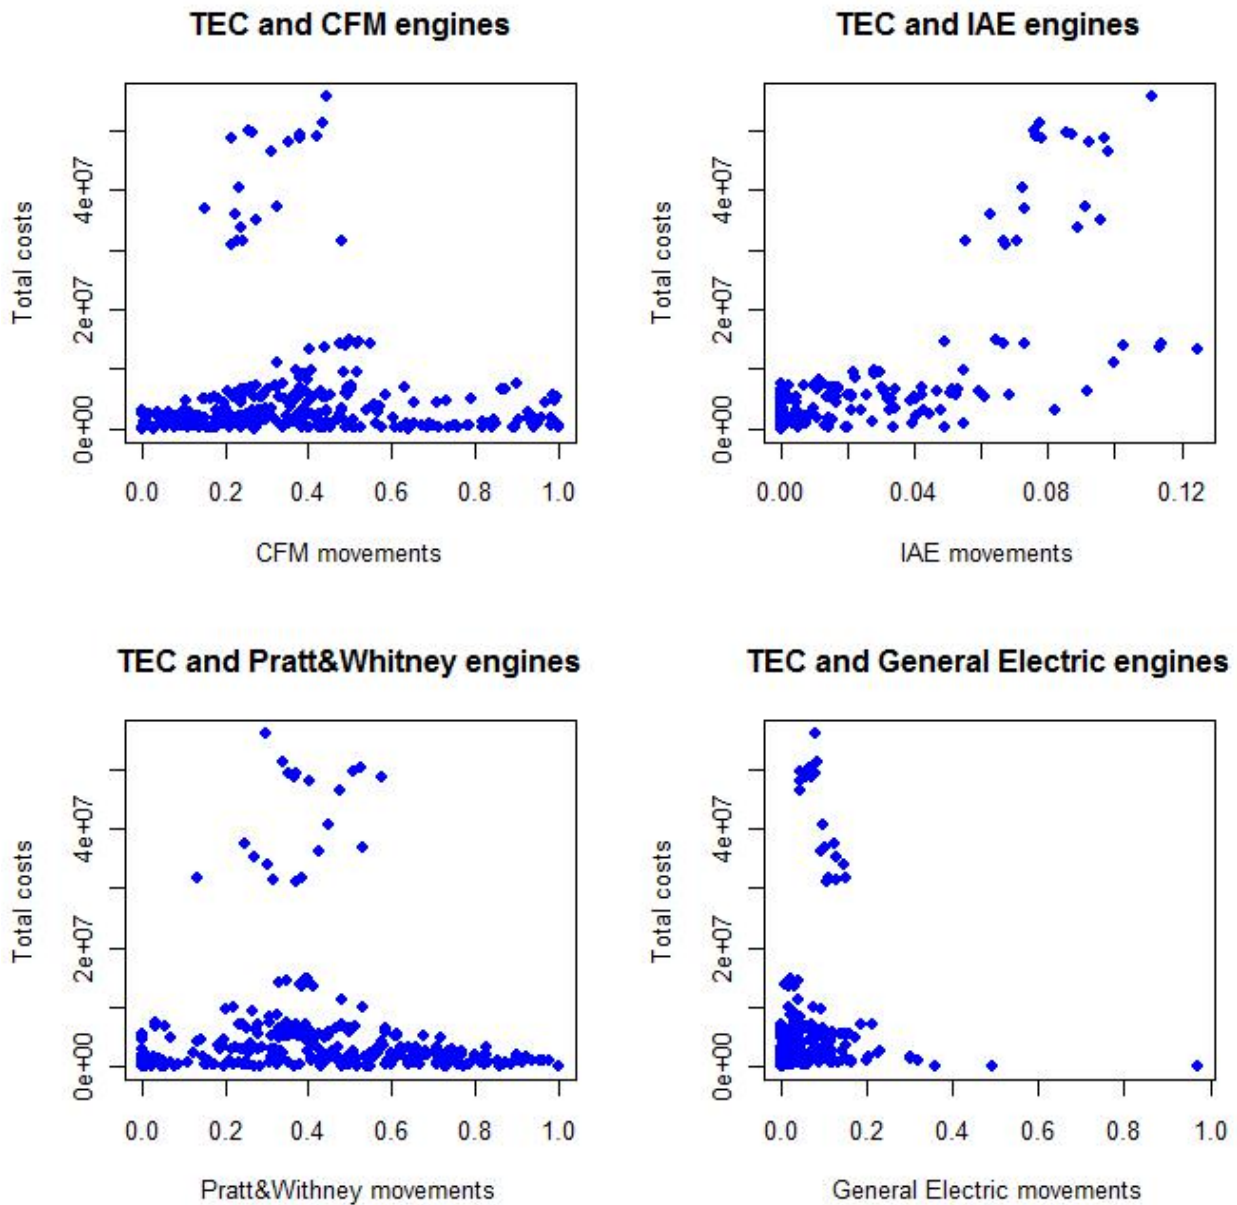 TEC and CFM engines
Total costs
0e+00 2e+07 4e+07
0.0 0.2 0.4 0.6 0.8 1.0
CFM movements
TEC and IAE engines
Total costs
0e+00 2e+07 4e+07
0.00 0.04 0.08 0.12
IAE movements
TEC and Pratt&Whitney engines
Total costs
0e+00 2e+07 4e+07
0.0 0.2 0.4 0.6 0.8 1.0
Pratt&Withney movements
TEC and General Electric engines
Total costs
0e+00 2e+07 4e+07
0.0 0.2 0.4 0.6 0.8 1.0
General Electric movements